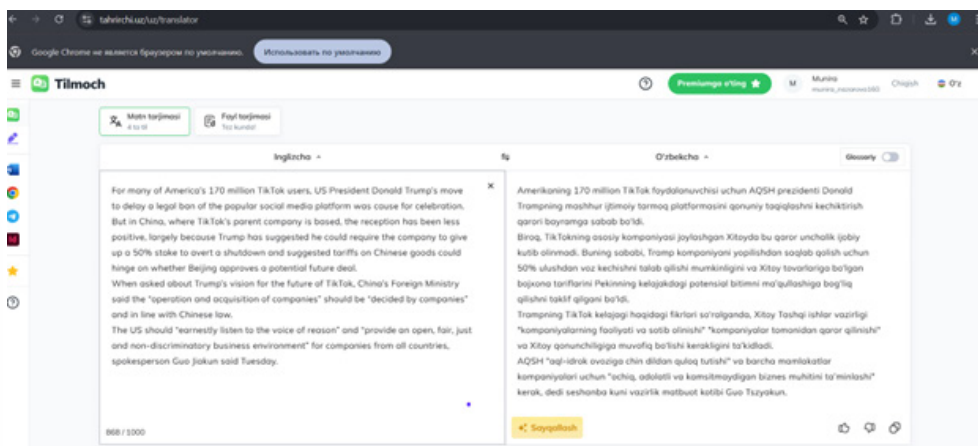 tahrirchi.uz/uz/translator
M
Google Chrome не является браузером по умолчанию.
Использовать по умолчанию
Tilmoch
Premiumga o'ting
M
Munira
Chiqish
O'z
Matn tarjimasi
4 ta til
Fayl tarjimasi
Tez kunda!
Inglizcha
O'zbekcha
Glossary
For many of America's 170 million TikTok users, US President Donald Trump's move
to delay a legal ban of the popular social media platform was cause for celebration.
But in China, where TikTok's parent company is based, the reception has been less
positive, largely because Trump has suggested he could require the company to give
up a 50% stake to avert a shutdown and suggested tariffs on Chinese goods could
hinge on whether Beijing approves a potential future deal.
When asked about Trump's vision for the future of TikTok, China's Foreign Ministry
said the "operation and acquisition of companies" should be "decided by companies"
and in line with Chinese law.
The US should "earnestly listen to the voice of reason" and "provide an open, fair, just
and non-discriminatory business environment" for companies from all countries,
spokesperson Guo Jiakun said Tuesday.
868 / 1000
Amerikaning 170 million TikTok foydalanuvchisi uchun AQSH prezidenti Donald
Trampning mashhur ijtimoiy tarmoq platformasini qonuniy taqiqlashni kechiktirish
qarori bayramga sabab bo'ldi.
Biroq, TikTokning asosiy kompaniyasi joylashgan Xitoyda bu qaror unchalik ijobiy
kutib olinmadi. Buning sababi, Tramp kompaniyani yopilishdan saqlab qolish uchun
50% ulushdan voz kechishni talab qilishi mumkinligini va Xitoy tovarlariga bo'lgan
bojxona tariflarini Pekinning kelajakdagi potensial bitimni ma'qullashiga bog'liq
qilishni taklif qilgani bo'ldi.
Trampning TikTok kelajagi haqidagi fikrlari so'ralganda, Xitoy Tashqi ishlar vazirligi
"kompaniyalarning faoliyati va sotib olinishi" "kompaniyalar tomonidan qaror qilinishi"
va Xitoy qonunchiligiga muvofiq bo'lishi kerakligini ta'kidladi.
AQSH "aql-idrok ovoziga chin dildan quloq tutishi" va barcha mamlakatlar
kompaniyalari uchun "ochiq, adolatli va kamsitmaydigan biznes muhitini ta'minlashi"
kerak, dedi seshanba kuni vazirlik matbuot kotibi Guo Tszyakun.
Sayqallash